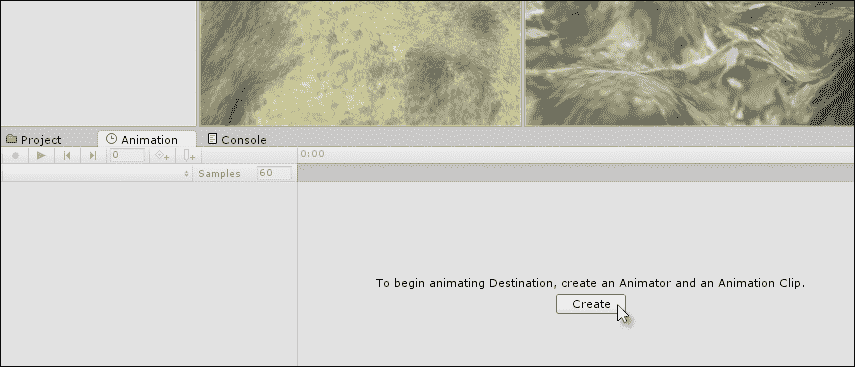 Project Animation Console
0 0:00
Samples 60
To begin animating Destination, create an Animator and an Animation Clip.
Create